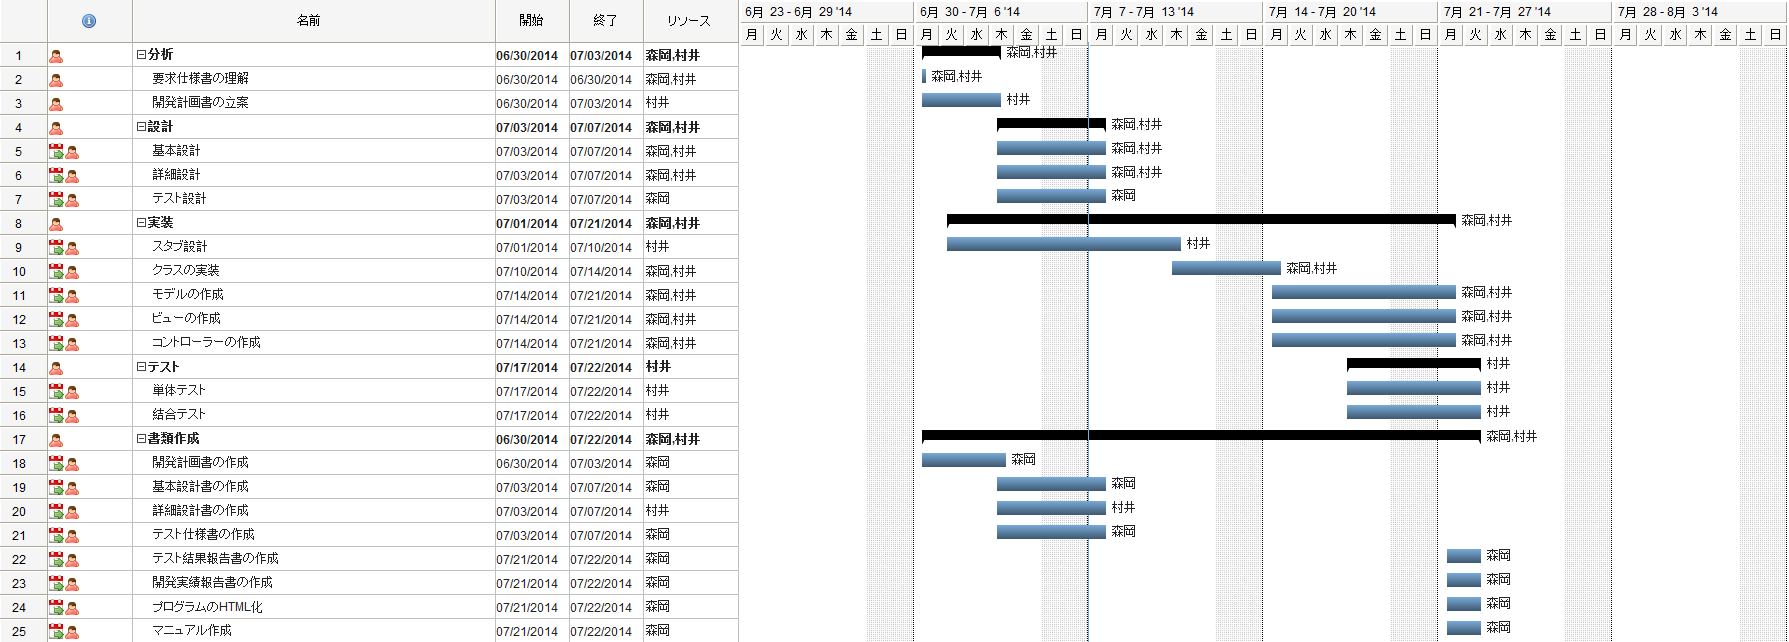 名前 開始 終了 リソース 6月 23 - 6月 29 '14 6月 30 - 7月 6 '14 7月 7 - 7月 13 '14 7月 14 - 7月 20 '14 7月 21 - 7月 27 '14 7月 28 - 8月 3 '14
月 火 水 木 金 土 日 月 火 水 木 金 土 日 月 火 水 木 金 土 日 月 火 水 木 金 土 日 月 火 水 木 金 土 日 月 火 水 木 金 土 日
1 分析 06/30/2014 07/03/2014 森岡,村井 森岡,村井
2 要求仕様書の理解 06/30/2014 06/30/2014 森岡,村井 森岡,村井
3 開発計画書の立案 06/30/2014 07/03/2014 村井 村井
4 設計 07/03/2014 07/07/2014 森岡,村井 森岡,村井
5 基本設計 07/03/2014 07/07/2014 森岡,村井 森岡,村井
6 詳細設計 07/03/2014 07/07/2014 森岡,村井 森岡,村井
7 テスト設計 07/03/2014 07/07/2014 森岡 森岡
8 実装 07/01/2014 07/21/2014 森岡,村井 森岡,村井
9 スタブ設計 07/01/2014 07/10/2014 村井 村井
10 クラスの実装 07/10/2014 07/14/2014 森岡,村井 森岡,村井
11 モデルの作成 07/14/2014 07/21/2014 森岡,村井 森岡,村井
12 ビューの作成 07/14/2014 07/21/2014 森岡,村井 森岡,村井
13 コントローラーの作成 07/14/2014 07/21/2014 森岡,村井 森岡,村井
14 テスト 07/17/2014 07/22/2014 村井 村井
15 単体テスト 07/17/2014 07/22/2014 村井 村井
16 結合テスト 07/17/2014 07/22/2014 村井 村井
17 書類作成 06/30/2014 07/22/2014 森岡,村井 森岡,村井
18 開発計画書の作成 06/30/2014 07/03/2014 森岡 森岡
19 基本設計書の作成 07/03/2014 07/07/2014 森岡 森岡
20 詳細設計書の作成 07/03/2014 07/07/2014 村井 村井
21 テスト仕様書の作成 07/03/2014 07/07/2014 森岡 森岡
22 テスト結果報告書の作成 07/21/2014 07/22/2014 森岡 森岡
23 開発実績報告書の作成 07/21/2014 07/22/2014 森岡 森岡
24 プログラムのHTML化 07/21/2014 07/22/2014 森岡 森岡
25 マニュアル作成 07/21/2014 07/22/2014 森岡 森岡